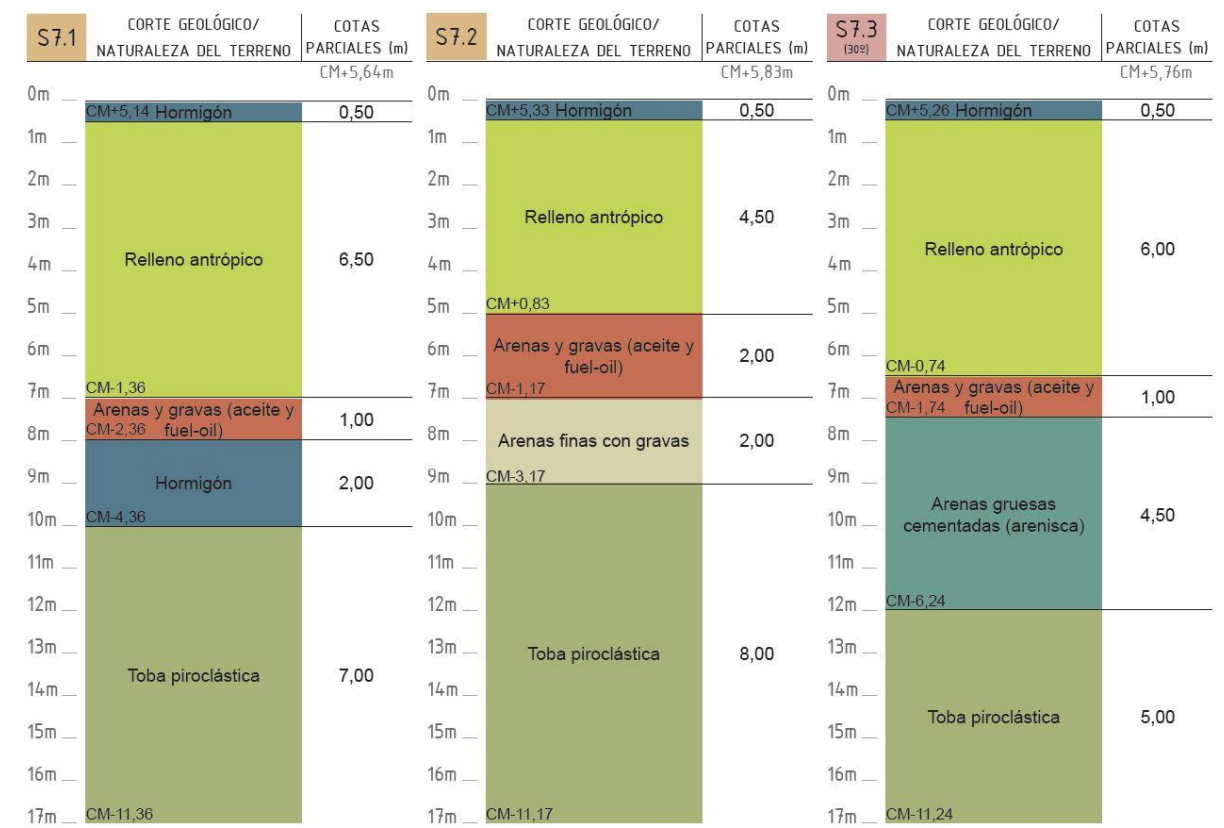 S7.1
CORTE GEOLÓGICO/
NATURALEZA DEL TERRENO
COTAS
PARCIALES (m)
CM+5,64m
0m
CM+5,14 Hormigón
0,50
1m
2m
3m
4m
Relleno antrópico
6,50
5m
6m
7m
CM-1,36
Arenas y gravas (aceite y
CM-2,36 fuel-oil)
1,00
8m
9m
Hormigón
2,00
10m
CM-4,36
11m
12m
13m
Toba piroclástica
7,00
14m
15m
16m
17m
CM-11,36
S7.2
CORTE GEOLÓGICO/
NATURALEZA DEL TERRENO
COTAS
PARCIALES (m)
CM+5,83m
0m
CM+5,33 Hormigón
0,50
1m
2m
3m
Relleno antrópico
4,50
4m
5m
CM+0,83
6m
Arenas y gravas (aceite y
fuel-oil)
2,00
7m
CM-1,17
8m
Arenas finas con gravas
2,00
9m
CM-3,17
10m
11m
12m
13m
Toba piroclástica
8,00
14m
15m
16m
17m
CM-11,17
S7.3
(30º)
CORTE GEOLÓGICO/
NATURALEZA DEL TERRENO
COTAS
PARCIALES (m)
CM+5,76m
0m
CM+5,26 Hormigón
0,50
1m
2m
3m
Relleno antrópico
6,00
4m
5m
6m
CM-0,74
7m
Arenas y gravas (aceite y
CM-1,74 fuel-oil)
1,00
8m
9m
Arenas gruesas
cementadas (arenisca)
4,50
10m
11m
12m
CM-6,24
13m
14m
Toba piroclástica
5,00
15m
16m
17m
CM-11,24